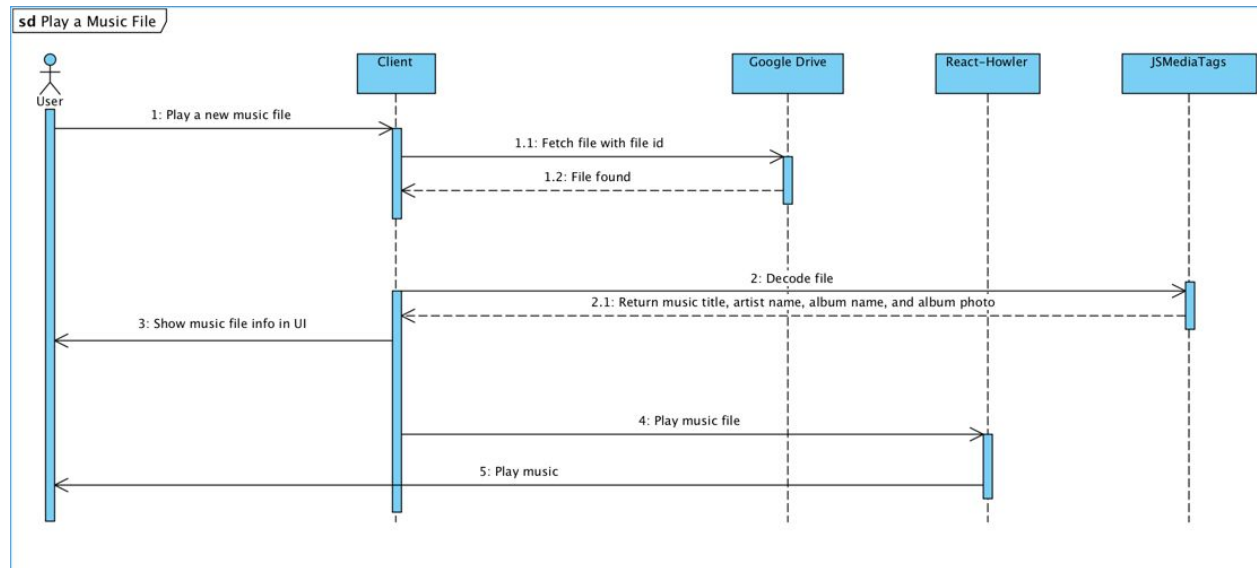 sd Play a Music File
User
Client
Google Drive
React-Howler
JSMediaTags
1: Play a new music file
1.1: Fetch file with file id
1.2: File found
2: Decode file
2.1: Return music title, artist name, album name, and album photo
3: Show music file info in UI
4: Play music file
5: Play music